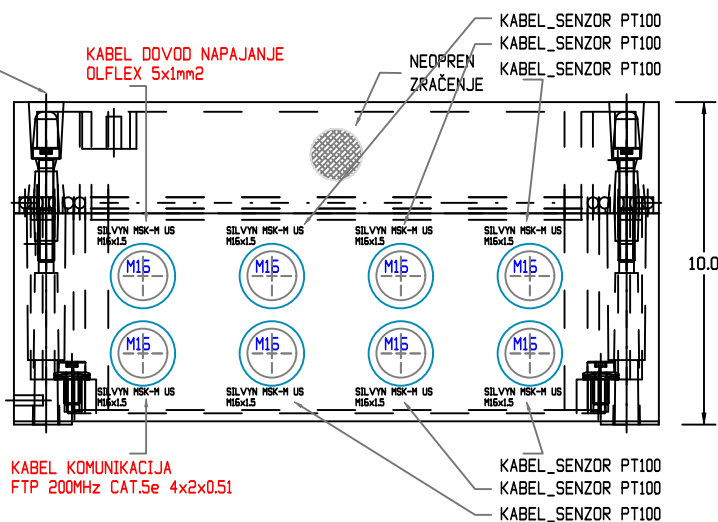 KABEL_SENZOR PT100
KABEL_SENZOR PT100
KABEL_SENZOR PT100
KABEL DOVOD NAPAJANJE
OLFLEX 5x1mm2
NEOPREN
ZRAČENJE
SILVYN MSK-M US
M16x1.5
SILVYN MSK-M US
M16x1.5
SILVYN MSK-M US
M16x1.5
SILVYN MSK-M US
M16x1.5
M16
M16
M16
M16
10.0
M16
M16
M16
M16
SILVYN MSK-M US
M16x1.5
SILVYN MSK-M US
M16x1.5
SILVYN MSK-M US
M16x1.5
SILVYN MSK-M US
M16x1.5
KABEL KOMUNIKACIJA
FTP 200MHz CAT.5e 4x2x0.51
KABEL_SENZOR PT100
KABEL_SENZOR PT100
KABEL_SENZOR PT100